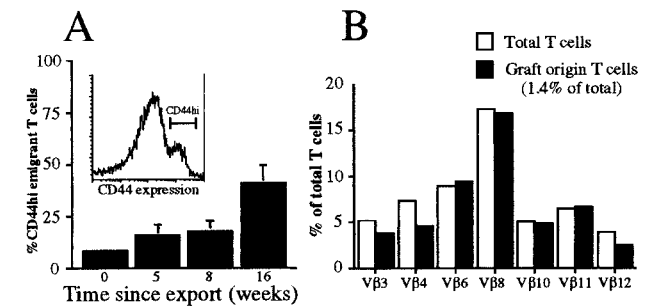 A
%CD44hi emigrant T cells
100
75
50
25
0
CD44hi
CD44 expression
0 5 8 16
Time since export (weeks)
B
Total T cells
Graft origin T cells
(1.4% of total)
% of total T cells
20
15
10
5
0
Vβ3 Vβ4 Vβ6 Vβ8 Vβ10 Vβ11 Vβ12